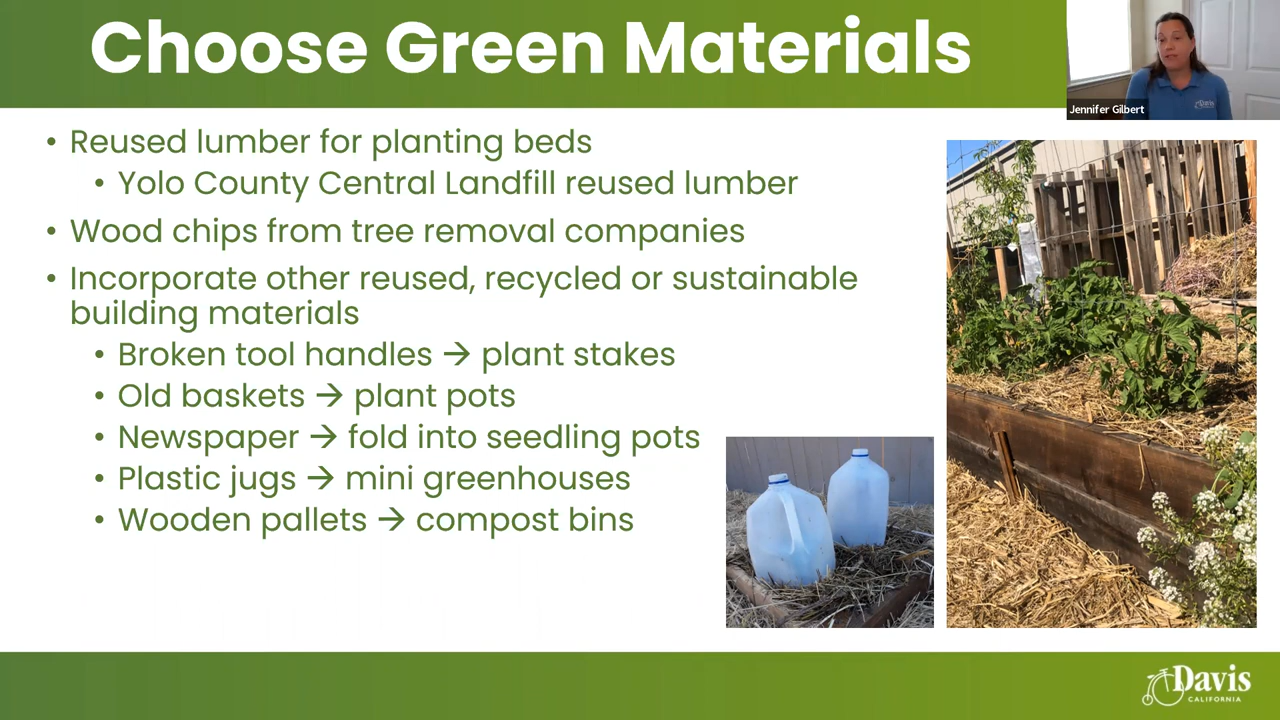 Choose Green Materials
Jennifer Gilbert
• Reused lumber for planting beds
• Yolo County Central Landfill reused lumber
• Wood chips from tree removal companies
• Incorporate other reused, recycled or sustainable
building materials
• Broken tool handles → plant stakes
• Old baskets → plant pots
• Newspaper → fold into seedling pots
• Plastic jugs → mini greenhouses
• Wooden pallets → compost bins
Davis
CALIFORNIA
Davis